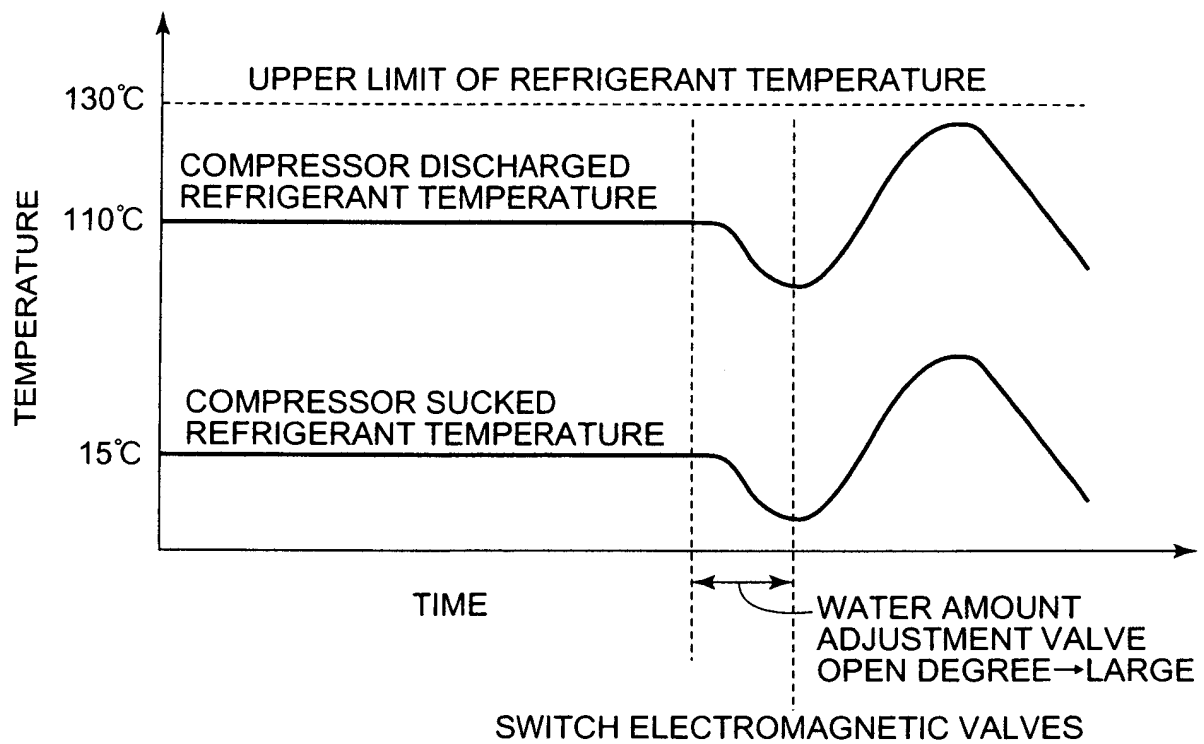 UPPER LIMIT OF REFRIGERANT TEMPERATURE
130℃
COMPRESSOR DISCHARGED
REFRIGERANT TEMPERATURE
110℃
TEMPERATURE
COMPRESSOR SUCKED
REFRIGERANT TEMPERATURE
15℃
TIME
WATER AMOUNT
ADJUSTMENT VALVE
OPEN DEGREE→LARGE
SWITCH ELECTROMAGNETIC VALVES